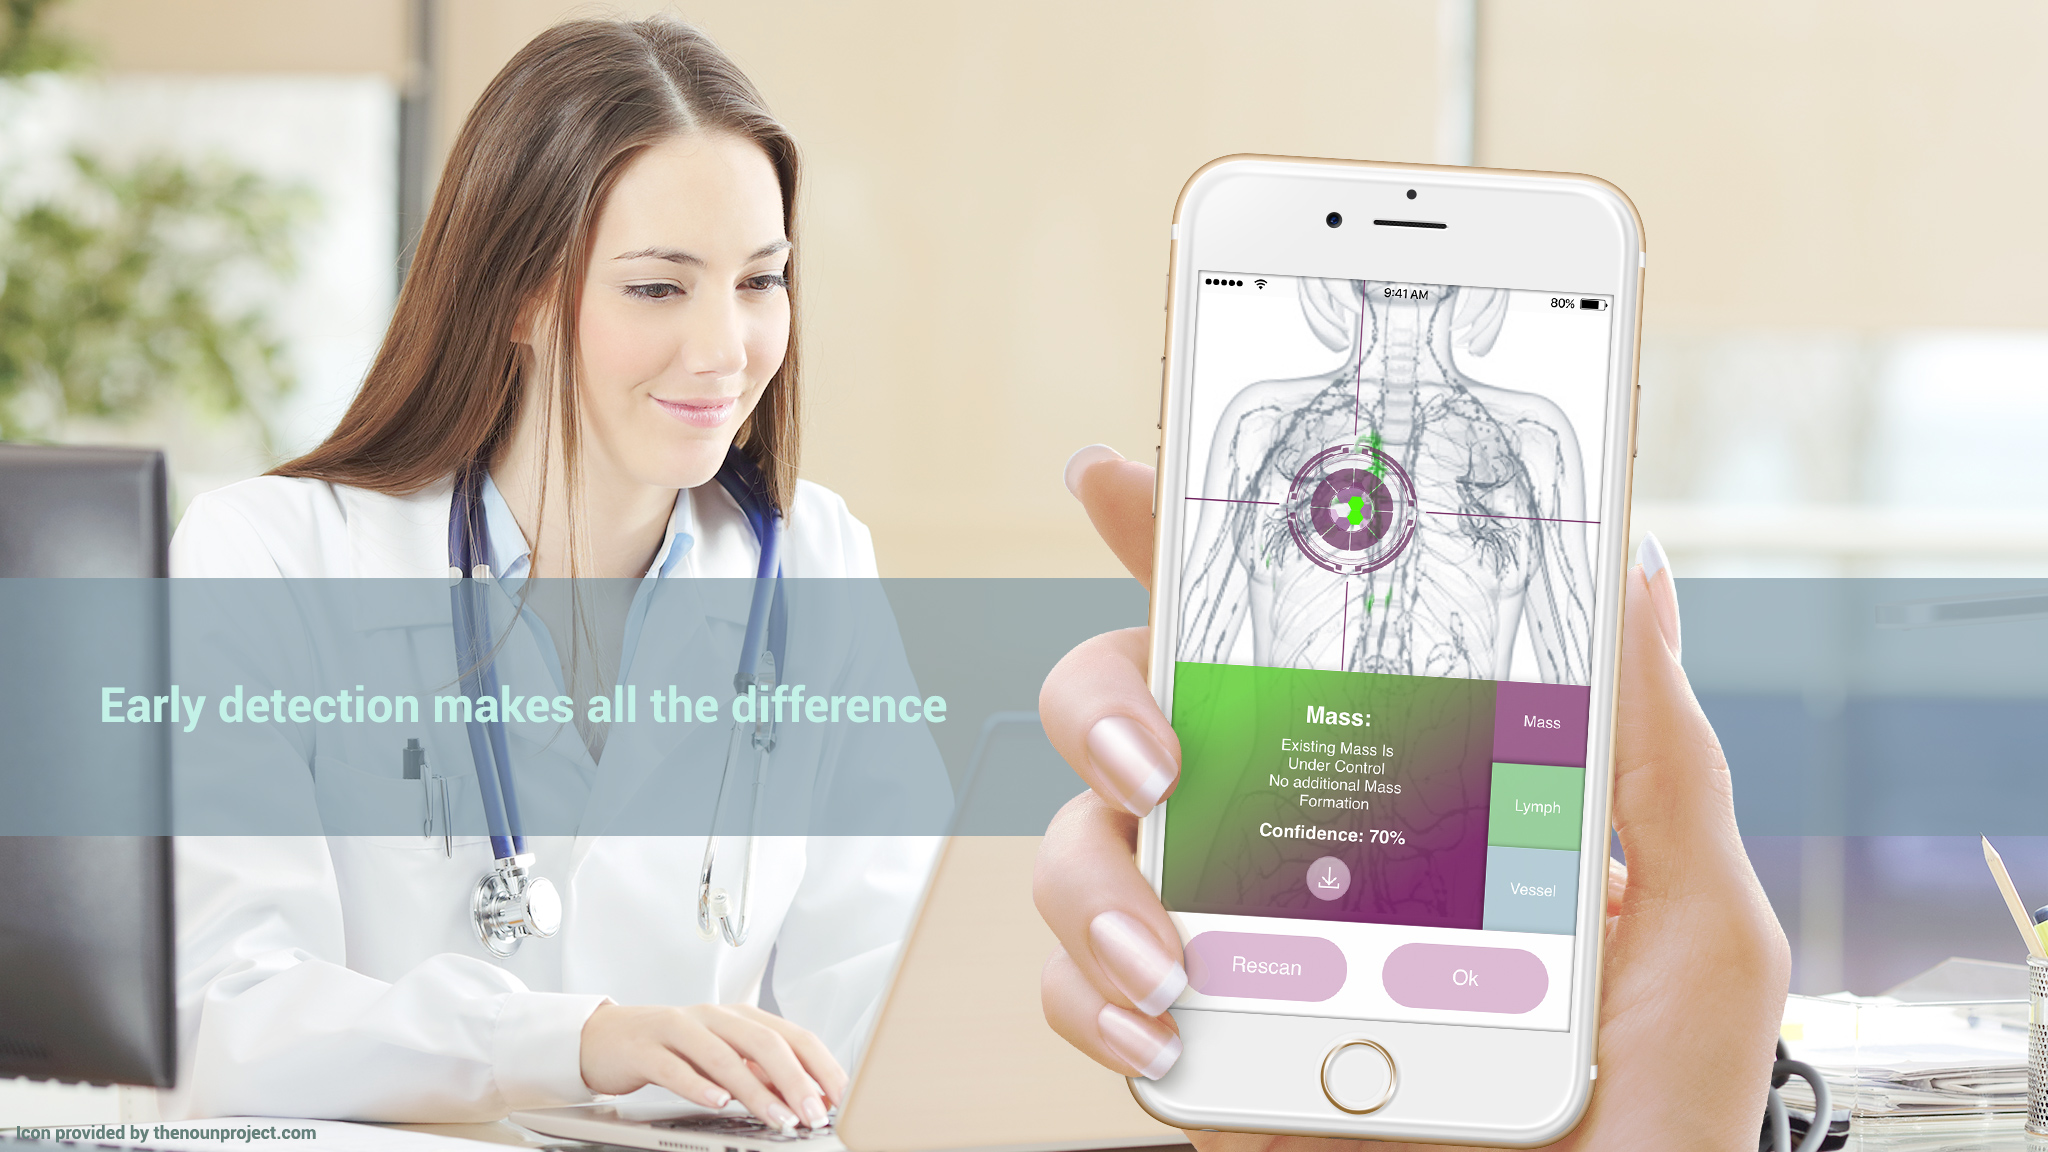 9:41 AM
80%
Early detection makes all the difference
Mass:
Existing Mass Is
Under Control
No additional Mass
Formation
Confidence: 70%
Mass
Lymph
Vessel
Rescan
Ok
Icon provided by thenounproject.com